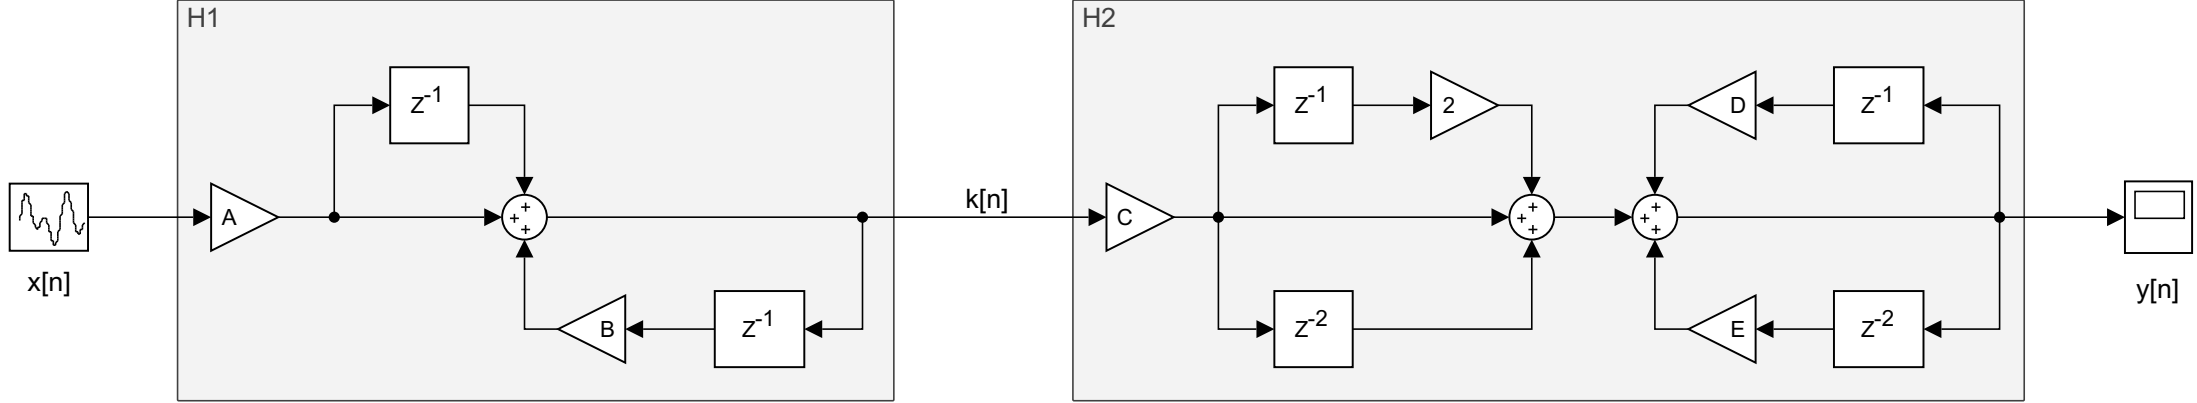 H1
H2
z-1
z-1
2
D
z-1
x[n]
A
+
+
+
k[n]
C
+
+
+
+
+
+
y[n]
B
z-1
z-2
E
z-2